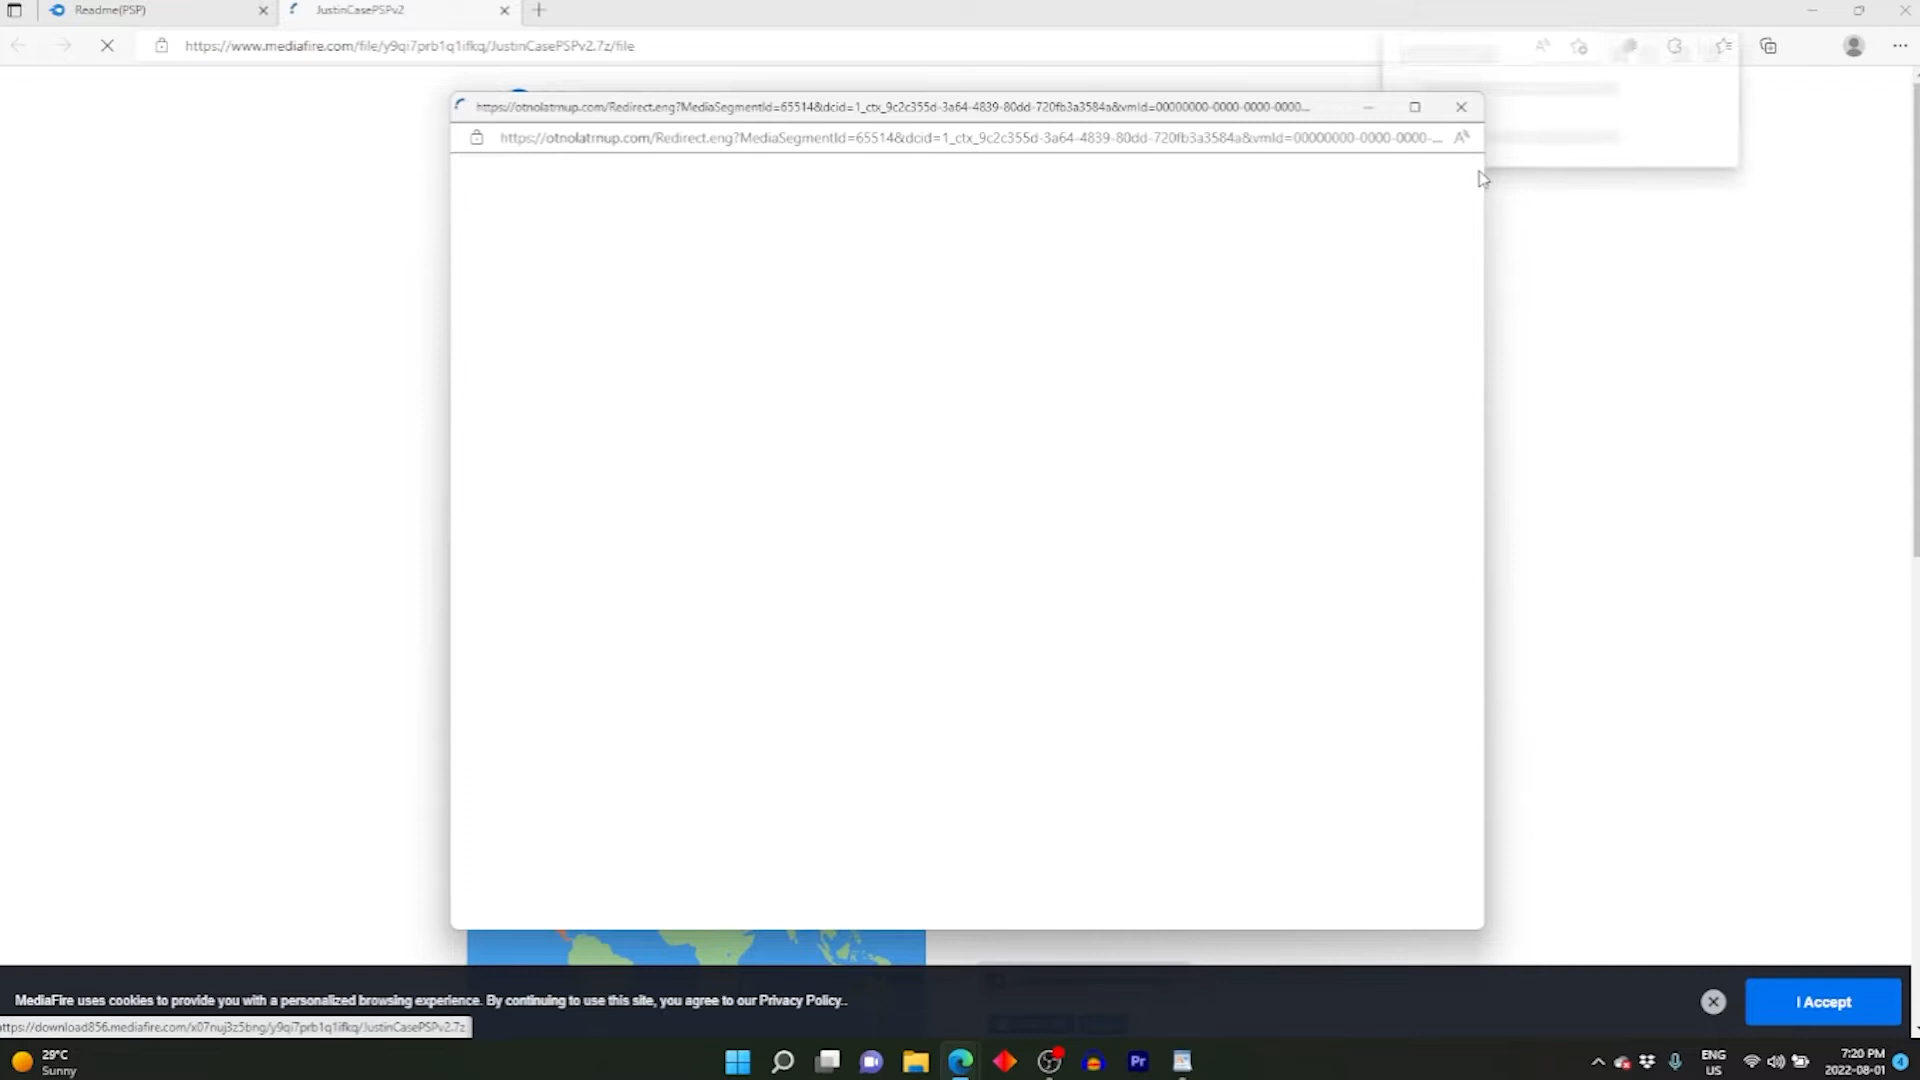 Readme(PSP)
JustinCasePSPv2
https://www.mediafire.com/file/y9qi7prb1q1ifkq/JustinCasePSPv2.7z/file
https://otnolatrnup.com/Redirect.eng?MediaSegmentId=65514&dcid=1_ctx_9c2c355d-3a64-4839-80dd-720fb3a3584a&vmId=00000000-0000-0000-0000...
https://otnolatrnup.com/Redirect.eng?MediaSegmentId=65514&dcid=1_ctx_9c2c355d-3a64-4839-80dd-720fb3a3584a&vmId=00000000-0000-0000-...
MediaFire uses cookies to provide you with a personalized browsing experience. By continuing to use this site, you agree to our Privacy Policy..
I Accept
ttps://download856.mediafire.com/x07nuj3z5bng/y9qi7prb1q1ifkq/JustinCasePSPv2.7z
29°C
Sunny
Pr
ENG
US
7:20 PM
2022-08-01
4